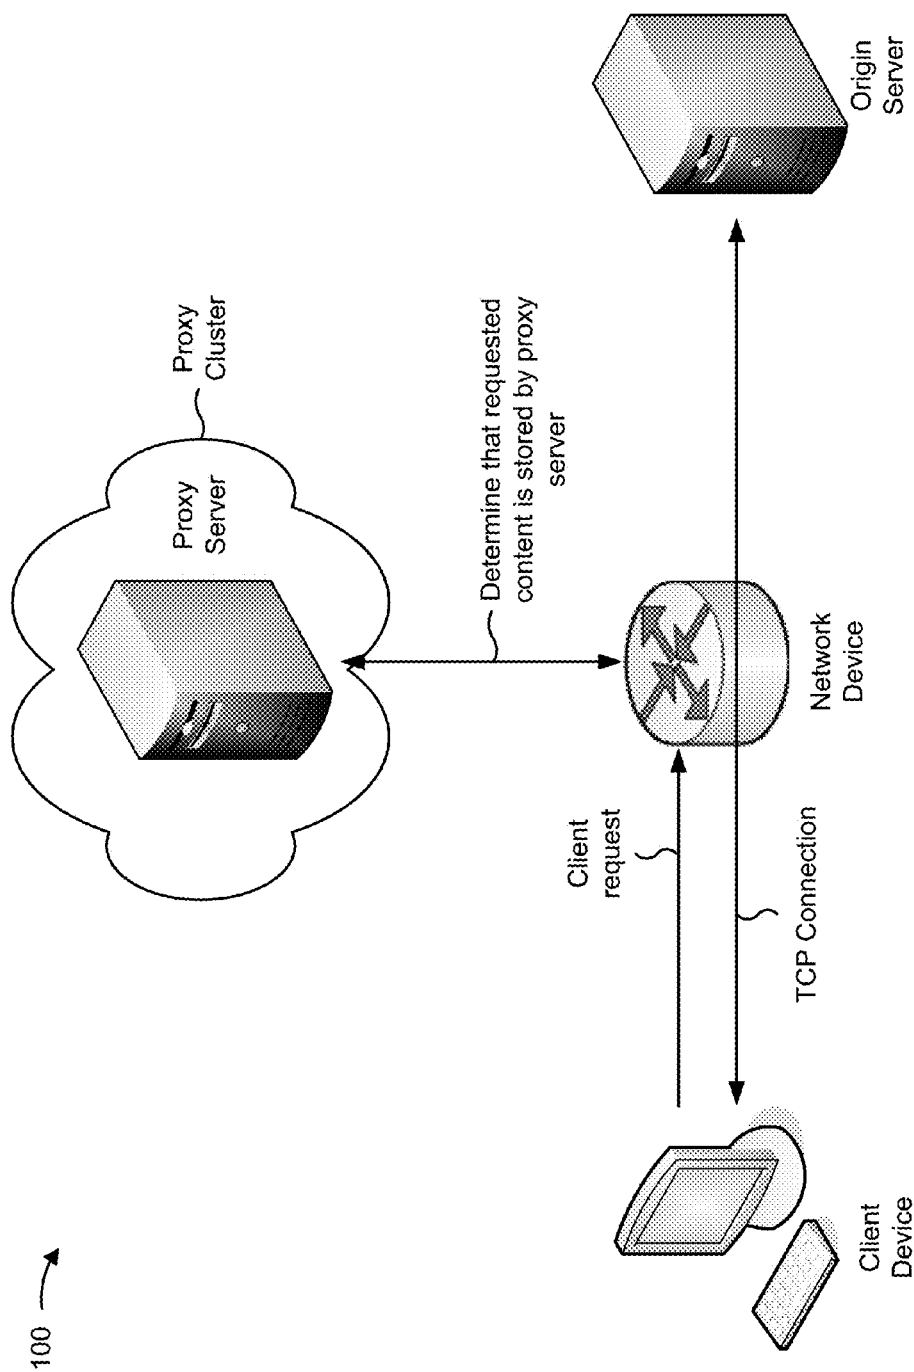 100
Proxy
Cluster
Proxy
Server
Determine that requested
content is stored by proxy
server
Client
request
TCP Connection
Client
Device
Network
Device
Origin
Server